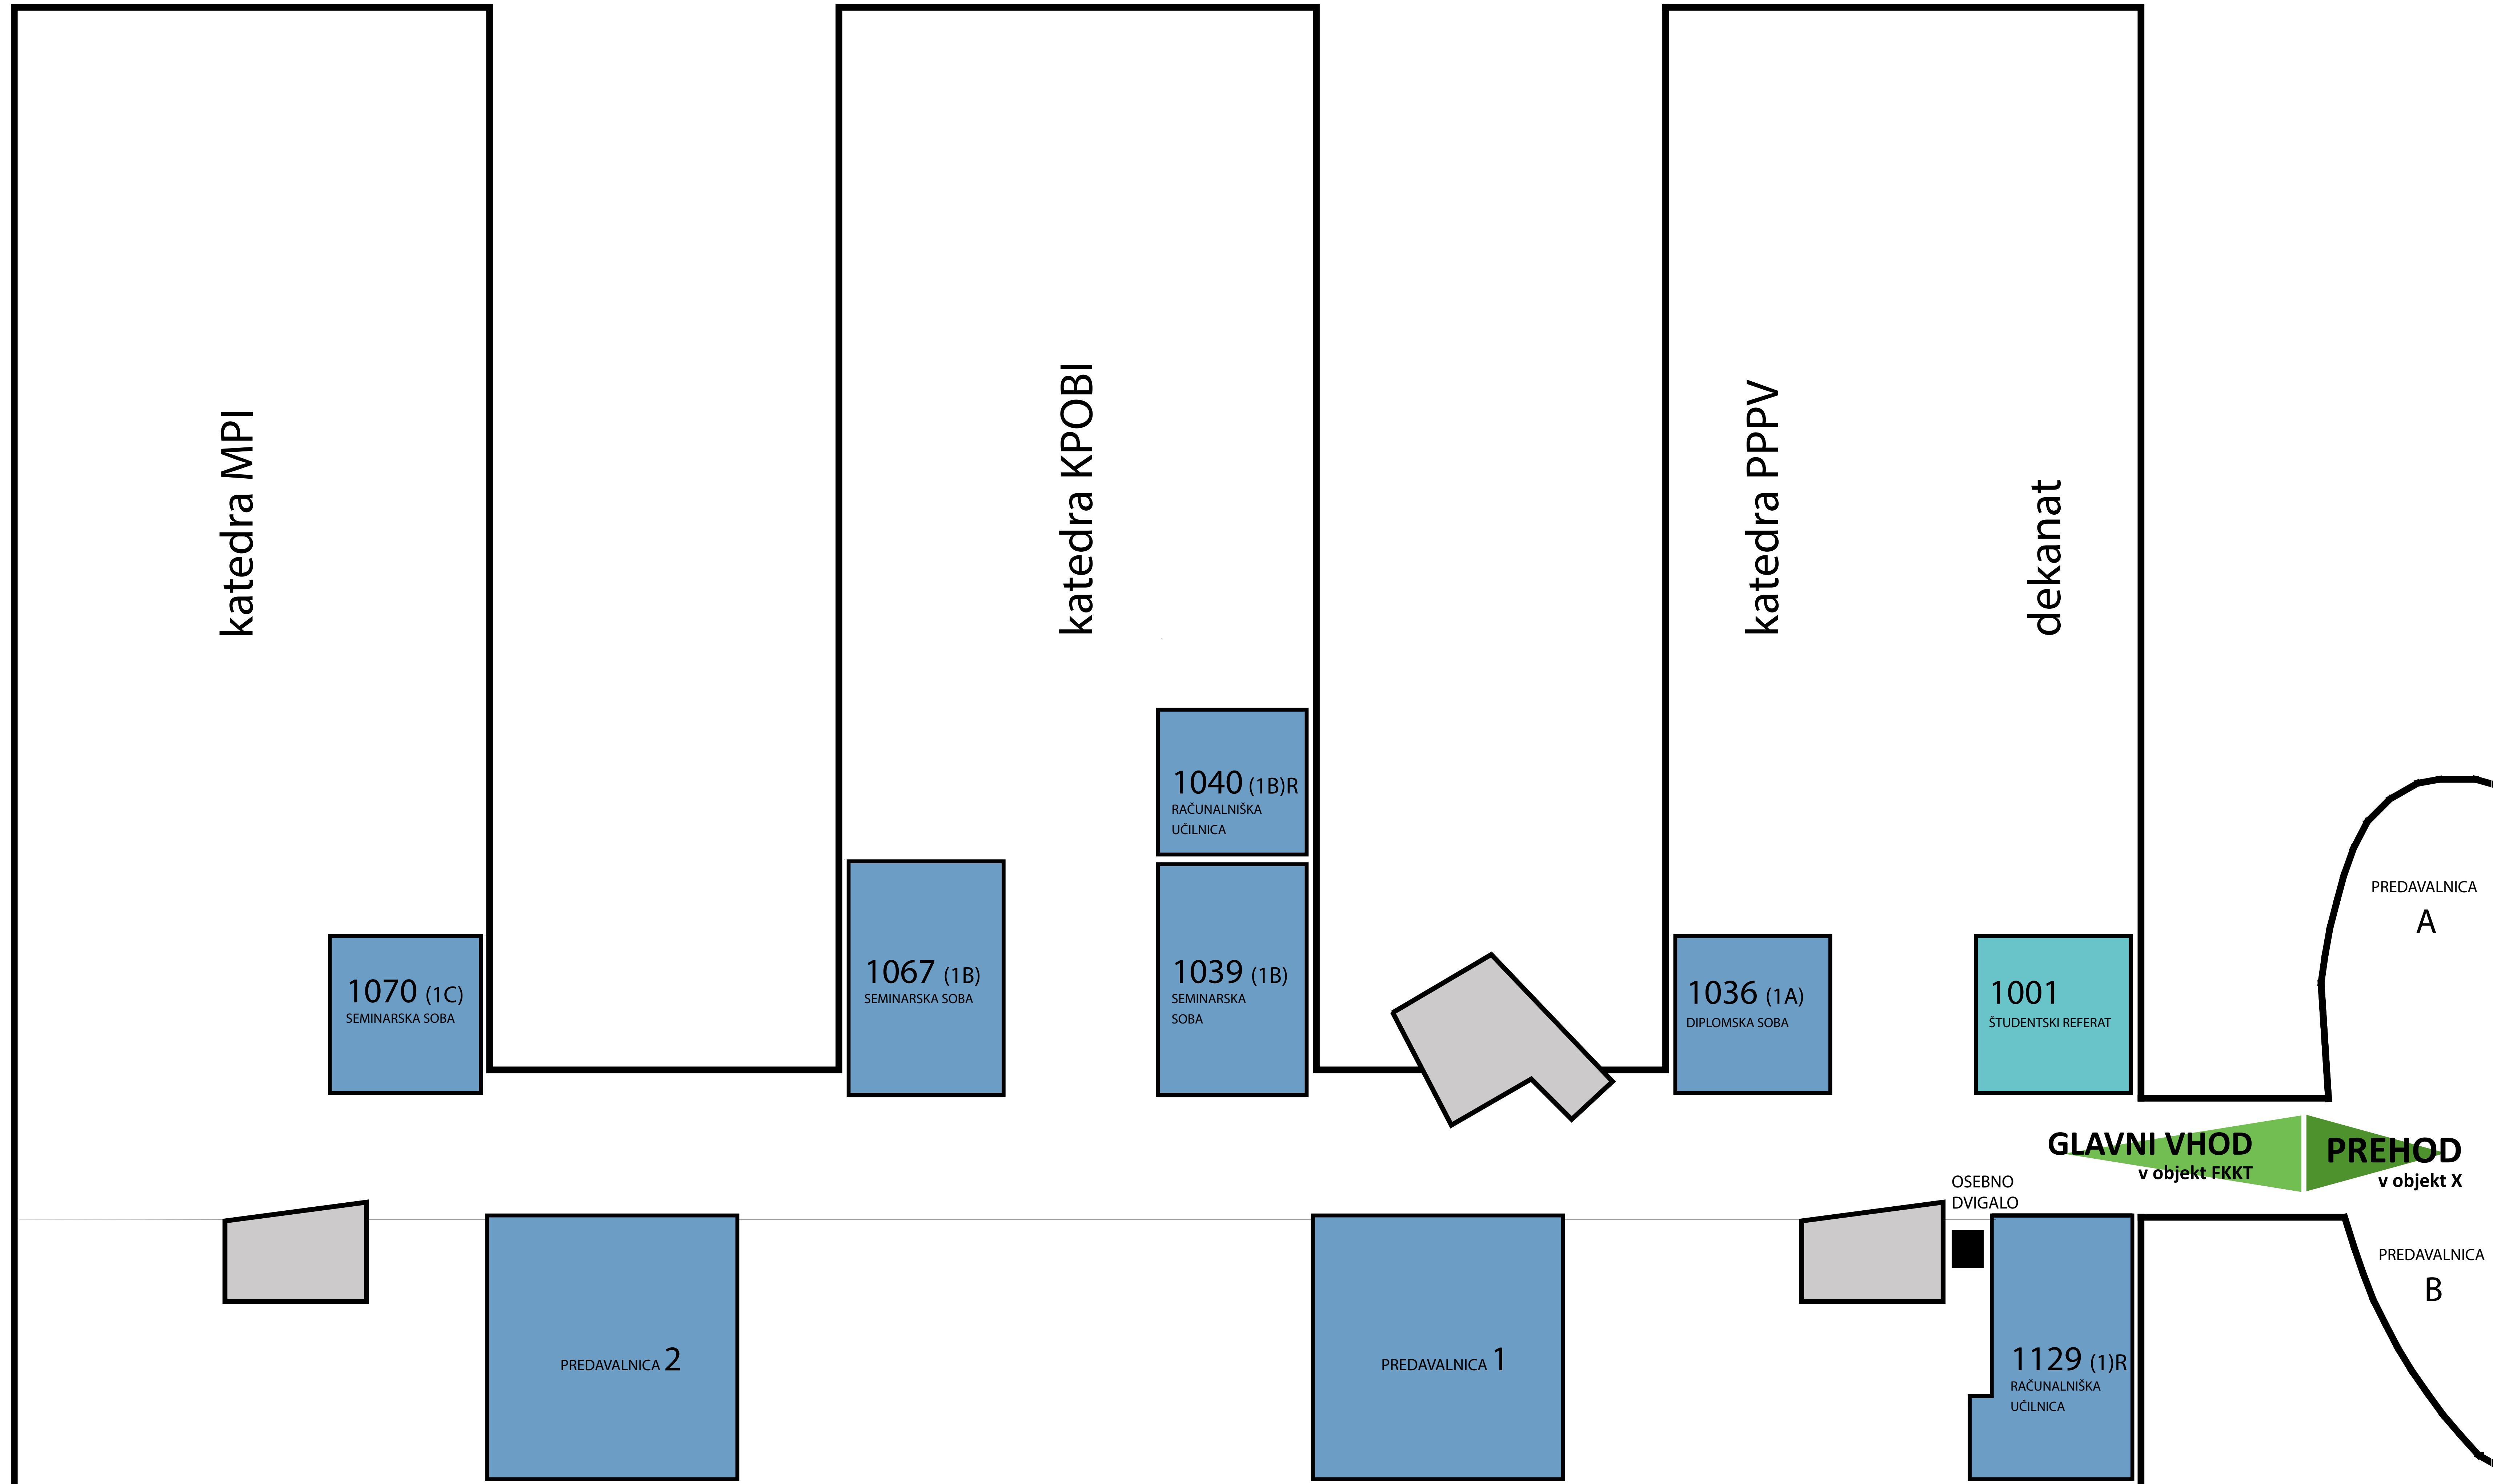 katedra MPI
katedra KPOBI
katedra PPPV
dekanat
1040 (1B)R
RAČUNALNIŠKA
UČILNICA
PREDAVALNICA
A
1070 (1C)
SEMINARSKA SOBA
1067 (1B)
SEMINARSKA SOBA
1039 (1B)
SEMINARSKA
SOBA
1036 (1A)
DIPLOMSKA SOBA
1001
ŠTUDENTSKI REFERAT
GLAVNI VHOD
v objekt FKKT
PREHOD
v objekt X
OSEBNO
DVIGALO
PREDAVALNICA
B
PREDAVALNICA 2
PREDAVALNICA 1
1129 (1)R
RAČUNALNIŠKA
UČILNICA